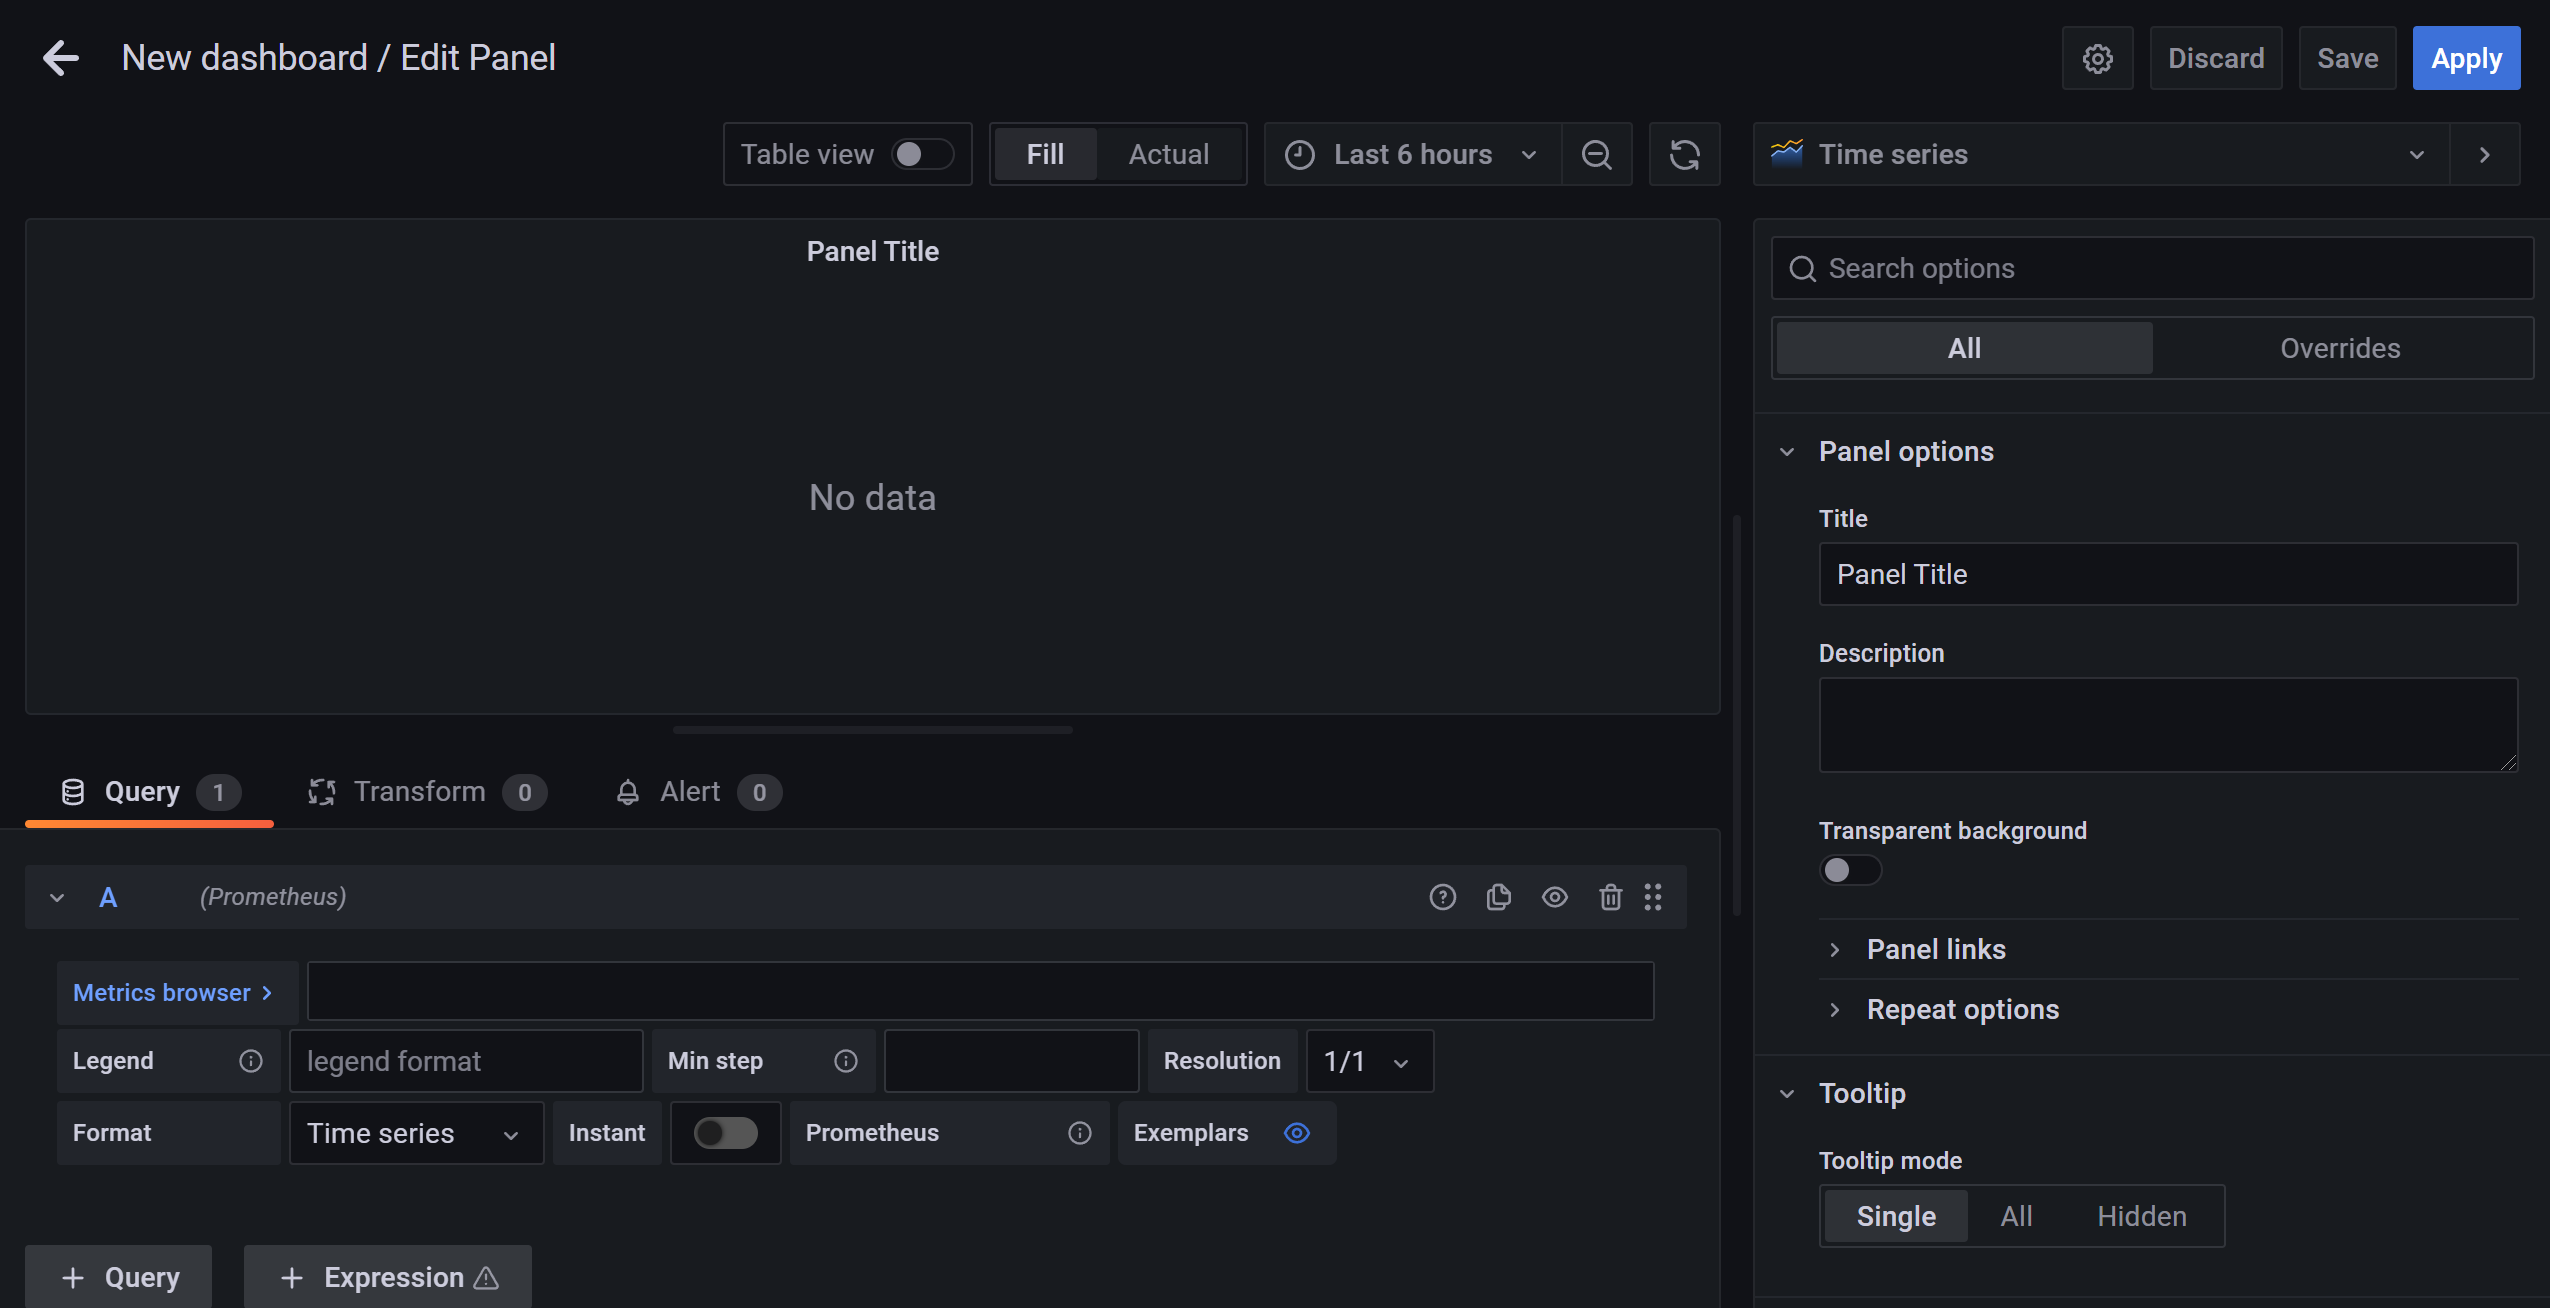 New dashboard / Edit Panel
Discard
Save
Apply
Table view
Fill
Actual
Last 6 hours
Time series
Panel Title
No data
Search options
All
Overrides
Panel options
Title
Panel Title
Description
Transparent background
Panel links
Repeat options
Tooltip
Tooltip mode
Single
All
Hidden
Query 1
Transform 0
Alert 0
A (Prometheus)
Metrics browser >
Legend
legend format
Min step
Resolution
1/1
Format
Time series
Instant
Prometheus
Exemplars
+ Query
+ Expression